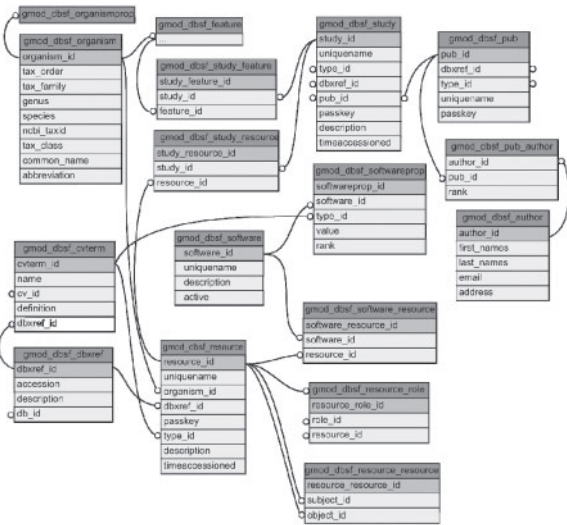 gmod_dbsf_organismprop
gmod_dbsf_organism
organism_id
tax_order
tax_family
genus
species
ncbi_taxid
tax_class
common_name
abbreviation
gmod_dbsf_feature
...
gmod_dbsf_study_feature
study_feature_id
study_id
feature_id
gmod_dbsf_study_resource
study_resource_id
study_id
resource_id
gmod_dbsf_study
study_id
uniquename
type_id
dbxref_id
pub_id
passkey
description
timeaccessioned
gmod_dbsf_pub
pub_id
dbxref_id
type_id
uniquename
passkey
gmod_dbsf_pub_author
author_id
pub_id
rank
gmod_dbsf_author
author_id
first_names
last_names
email
address
gmod_dbsf_softwareprop
softwareprop_id
software_id
type_id
value
rank
gmod_dbsf_software
software_id
uniquename
description
active
gmod_dbsf_cvterm
cvterm_id
name
cv_id
definition
dbxref_id
gmod_dbsf_dbxref
dbxref_id
accession
description
db_id
gmod_dbsf_resource
resource_id
uniquename
organism_id
dbxref_id
passkey
type_id
description
timeaccessioned
gmod_dbsf_software_resource
software_resource_id
software_id
resource_id
gmod_dbsf_resource_role
resource_role_id
role_id
resource_id
gmod_dbsf_resource_resource
resource_resource_id
subject_id
object_id